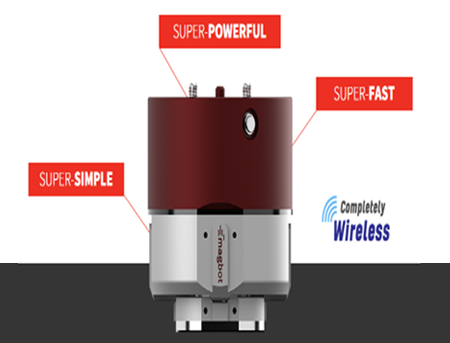 SUPER-POWERFUL
SUPER-FAST
SUPER-SIMPLE
Completely
Wireless
magbot